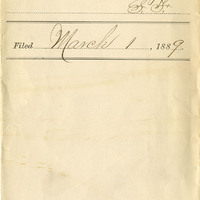 S. F.
Filed March 1, 1889.